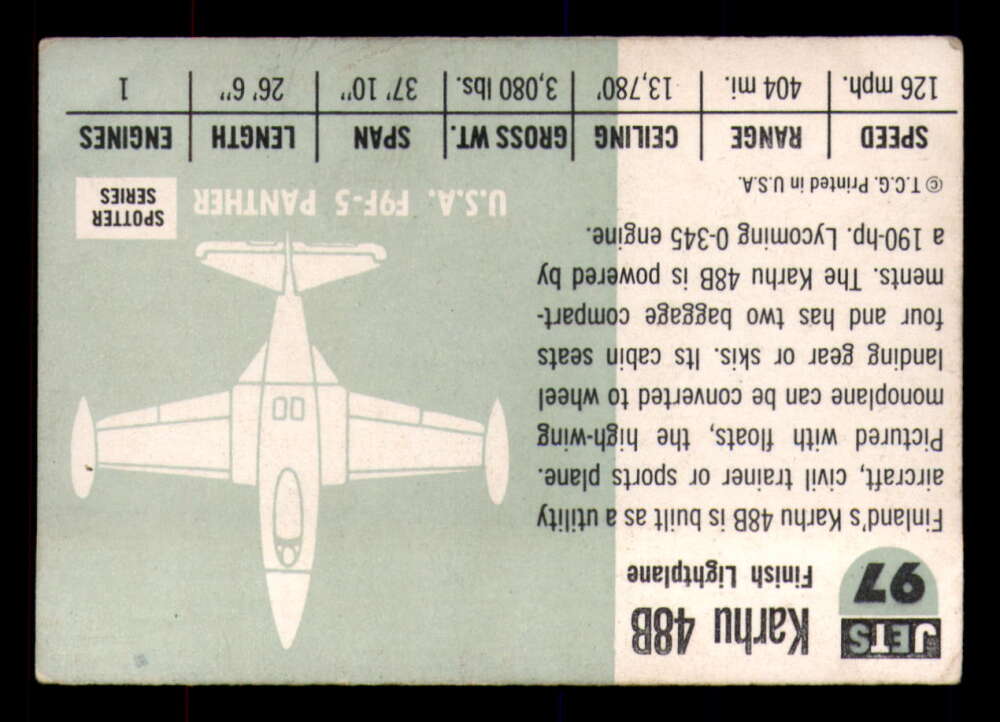 JETS
97
Karhu 48B
Finish Lightplane
Finland's Karhu 48B is built as a utility
aircraft, civil trainer or sports plane.
Pictured with floats, the high-wing
monoplane can be converted to wheel
landing gear or skis. Its cabin seats
four and has two baggage compart-
ments. The Karhu 48B is powered by
a 190-hp. Lycoming 0-345 engine.
© T.C.G. Printed in U.S.A.
U.S.A. F9F-5 PANTHER
SPOTTER
SERIES
SPEED RANGE CEILING GROSS WT. SPAN LENGTH ENGINES
126 mph. 404 mi. 13,780' 3,080 lbs. 37' 10" 26' 6" 1